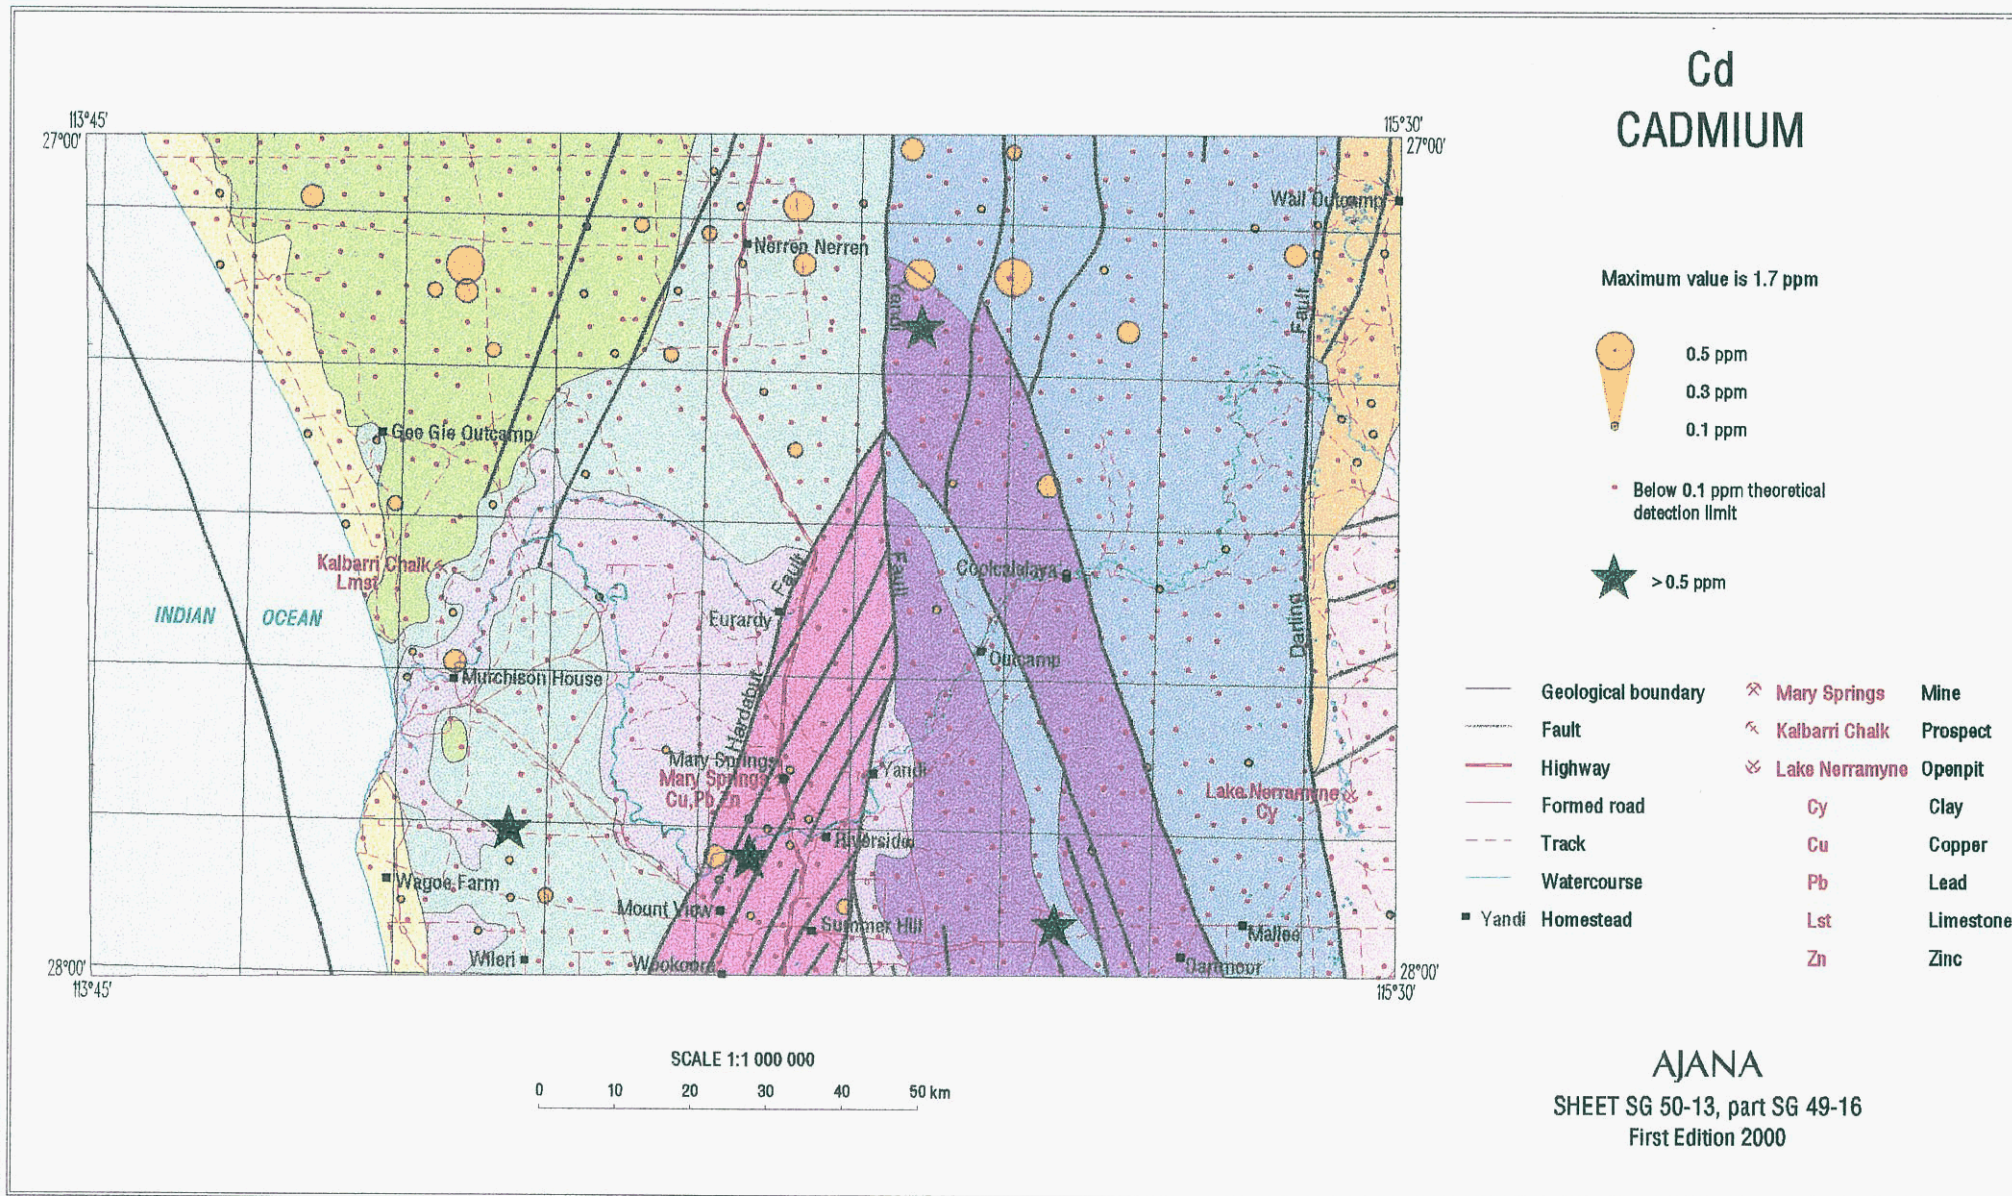 Cd
CADMIUM
113°45'
27°00'
115°30'
27°00'
Wail Outcamp
Nerren Nerren
Yandi
Fault
Maximum value is 1.7 ppm
0.5 ppm
0.3 ppm
0.1 ppm
Below 0.1 ppm theoretical
detection limit
> 0.5 ppm
Gee Gie Outcamp
Kalbarri Chalk
Lmst
INDIAN OCEAN
Fault
Fault
Coolcalalaya
Eurardy
Outcamp
Darling
Murchison House
Hardabut
Mary Springs
Mary Springs
Cu,Pb,Zn
Yandi
Lake Nerramyne
Cy
Riverside
Wagoe Farm
Mount View
Summer Hill
Mallee
Wileri
Wookoora
Dartmoor
28°00'
113°45'
28°00'
115°30'
Geological boundary
Fault
Highway
Formed road
Track
Watercourse
Yandi Homestead
Mary Springs Mine
Kalbarri Chalk Prospect
Lake Nerramyne Openpit
Cy Clay
Cu Copper
Pb Lead
Lst Limestone
Zn Zinc
SCALE 1:1 000 000
0 10 20 30 40 50 km
AJANA
SHEET SG 50-13, part SG 49-16
First Edition 2000